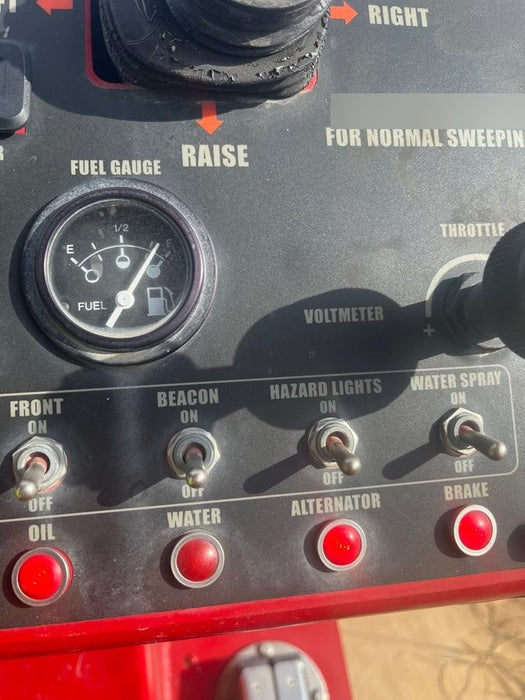 RIGHT
FOR NORMAL SWEEPIN
RAISE
FUEL GAUGE
THROTTLE
E 1/2 F
FUEL
VOLTMETER
+
FRONT BEACON HAZARD LIGHTS WATER SPRAY
ON ON ON ON
OFF OFF OFF OFF
OIL WATER ALTERNATOR BRAKE